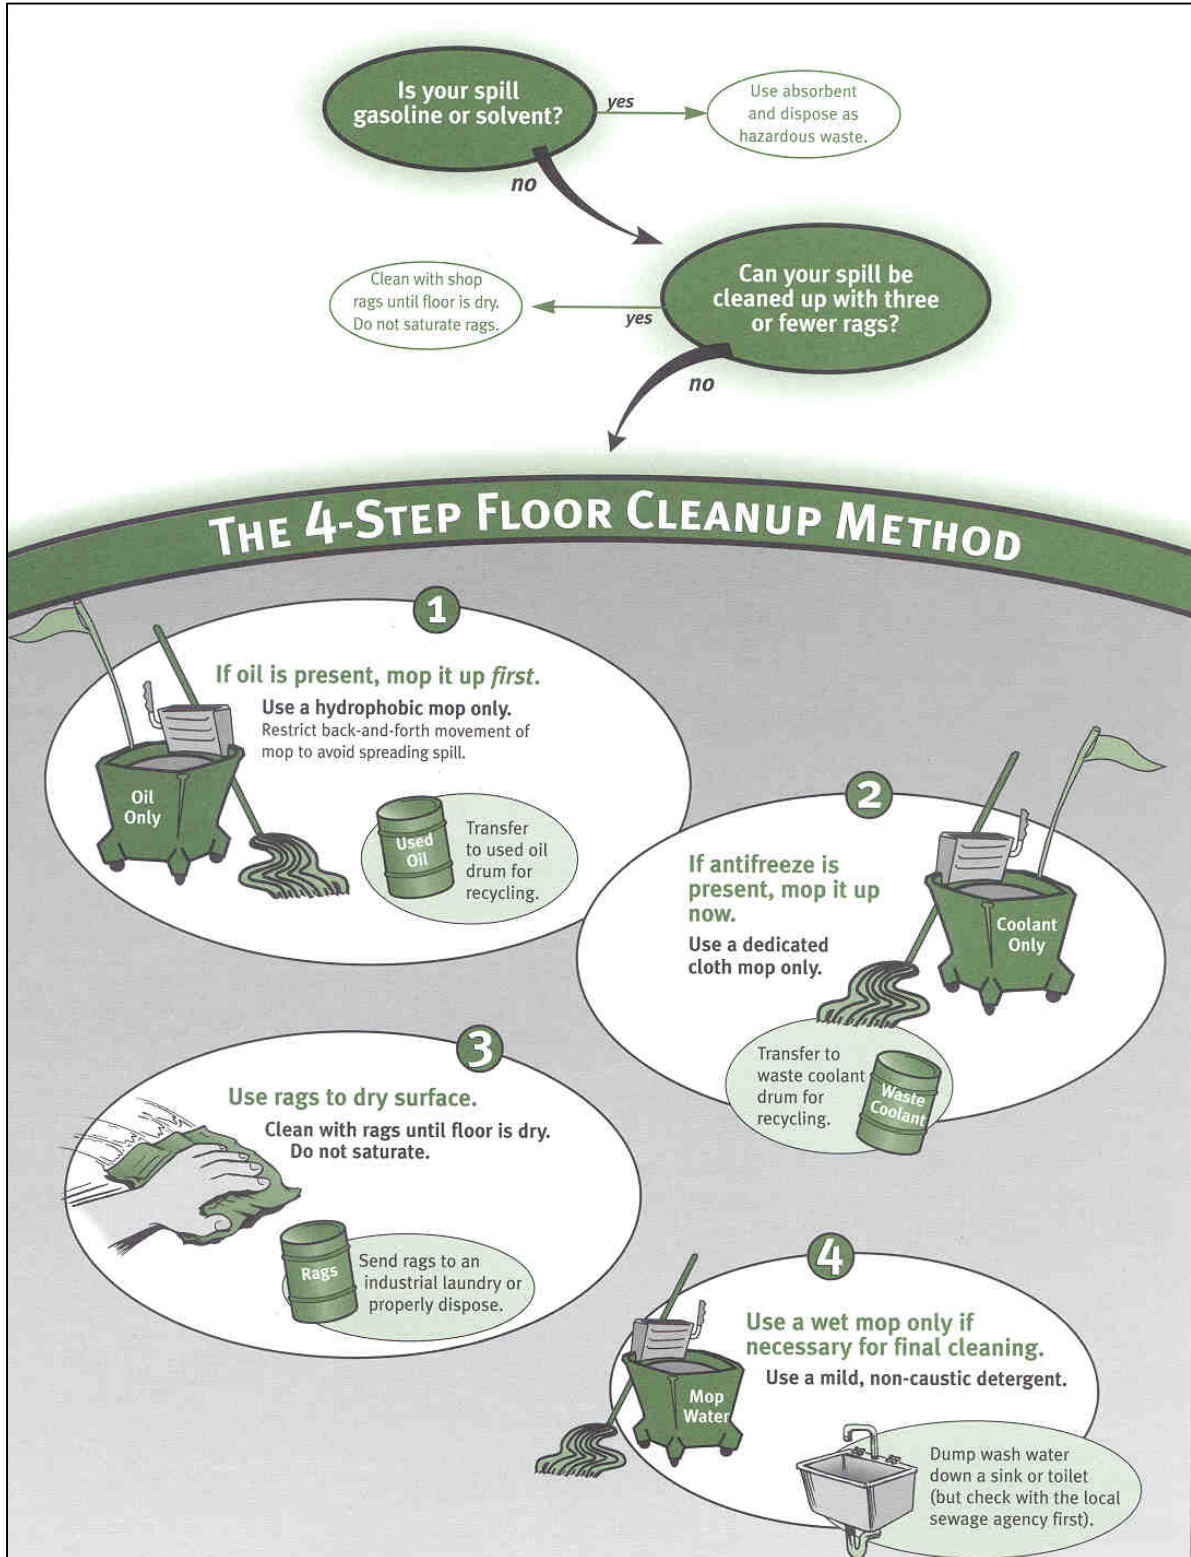 Is your spill
gasoline or solvent?
yes
Use absorbent
and dispose as
hazardous waste.
no
Can your spill be
cleaned up with three
or fewer rags?
yes
Clean with shop
rags until floor is dry.
Do not saturate rags.
no
THE 4-STEP FLOOR CLEANUP METHOD
1
If oil is present, mop it up first.
Use a hydrophobic mop only.
Restrict back-and-forth movement of
mop to avoid spreading spill.
Oil
Only
Used
Oil
Transfer
to used oil
drum for
recycling.
2
If antifreeze is
present, mop it up
now.
Use a dedicated
cloth mop only.
Coolant
Only
Transfer to
waste coolant
drum for
recycling.
Waste
Coolant
3
Use rags to dry surface.
Clean with rags until floor is dry.
Do not saturate.
Rags
Send rags to an
industrial laundry or
properly dispose.
4
Use a wet mop only if
necessary for final cleaning.
Use a mild, non-caustic detergent.
Mop
Water
Dump wash water
down a sink or toilet
(but check with the local
sewage agency first).